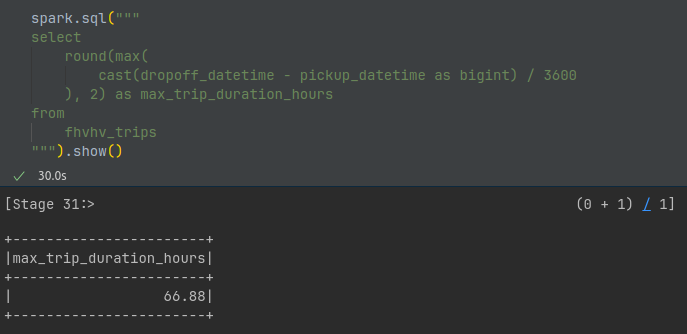 spark.sql("""
select
    round(max(
        cast(dropoff_datetime - pickup_datetime as bigint) / 3600
    ), 2) as max_trip_duration_hours
from
    fhvhv_trips
""").show()
30.0s
[Stage 31:>                                                         (0 + 1) / 1]
+-----------------------+
|max_trip_duration_hours|
+-----------------------+
|                  66.88|
+-----------------------+